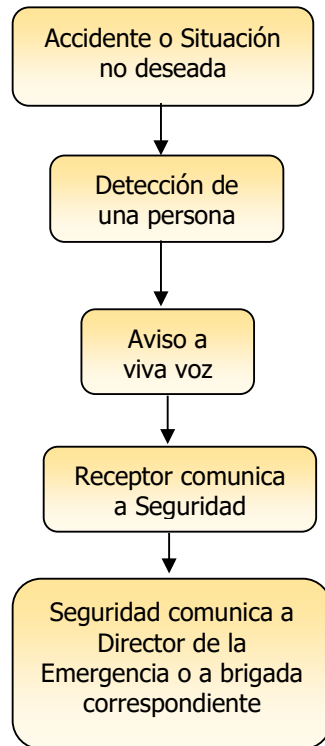 Accidente o Situación
no deseada
Detección de
una persona
Aviso a
viva voz
Receptor comunica
a Seguridad
Seguridad comunica a
Director de la
Emergencia o a brigada
correspondiente